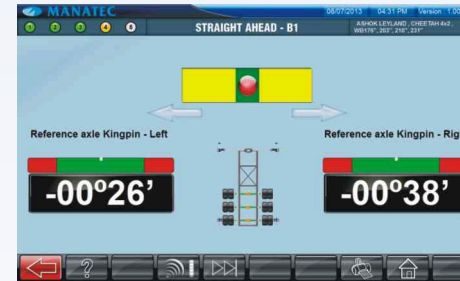 MANATEC
06/07/2013 04:31 PM Version : 1.00
1 2 3 4 5
STRAIGHT AHEAD - B1
ASHOK LEYLAND , CHEETAH 4x2 ,
WB176", 203", 210", 231"
Reference axle Kingpin - Left
Reference axle Kingpin - Rig
-00º26’
-00º38’
?